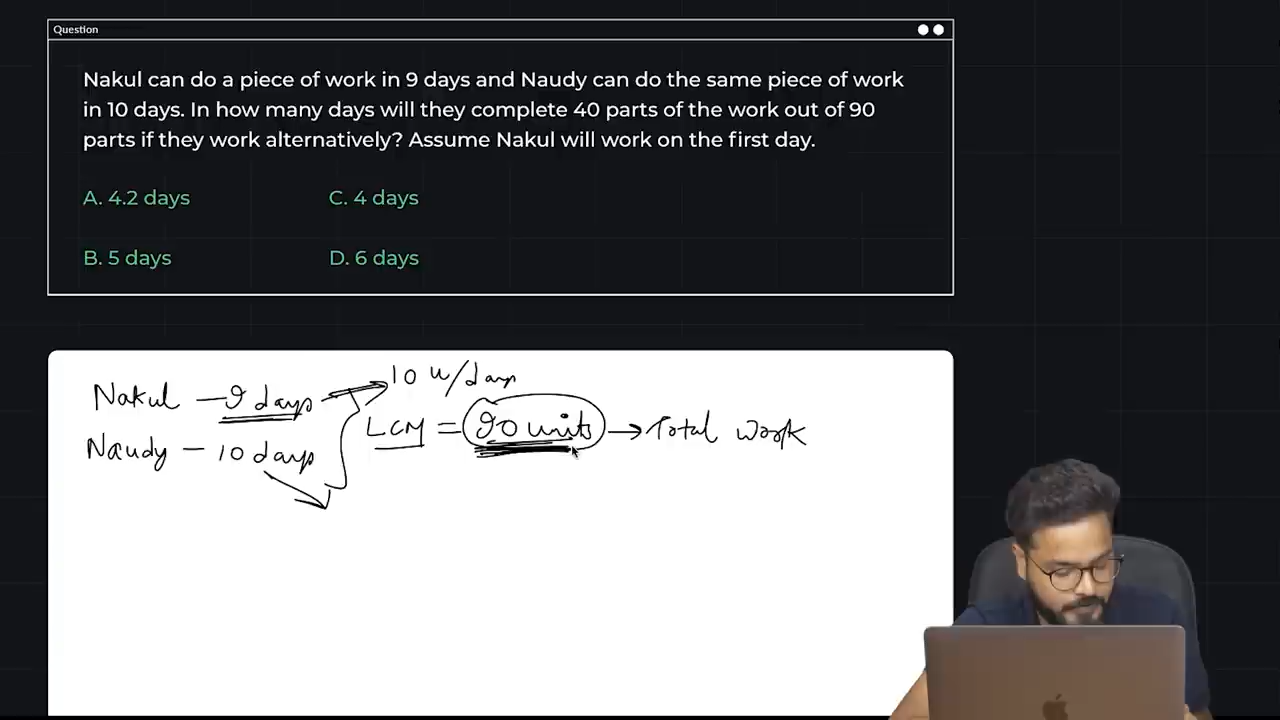 Question
Nakul can do a piece of work in 9 days and Naudy can do the same piece of work
in 10 days. In how many days will they complete 40 parts of the work out of 90
parts if they work alternatively? Assume Nakul will work on the first day.
A. 4.2 days
C. 4 days
B. 5 days
D. 6 days
10 u/days
Nakul — 9 days
LCM = 90 units → Total work
Naudy — 10 days